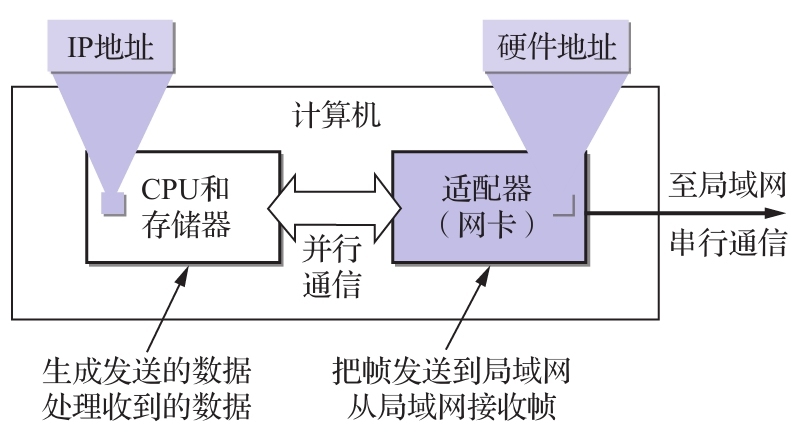 IP地址
硬件地址
计算机
CPU和
存储器
适配器
（网卡）
并行
通信
至局域网
串行通信
生成发送的数据
处理收到的数据
把帧发送到局域网
从局域网接收帧